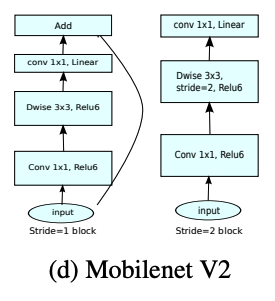 Add
conv 1x1, Linear
Dwise 3x3, Relu6
Conv 1x1, Relu6
input
Stride=1 block
conv 1x1, Linear
Dwise 3x3,
stride=2, Relu6
Conv 1x1, Relu6
input
Stride=2 block
(d) Mobilenet V2